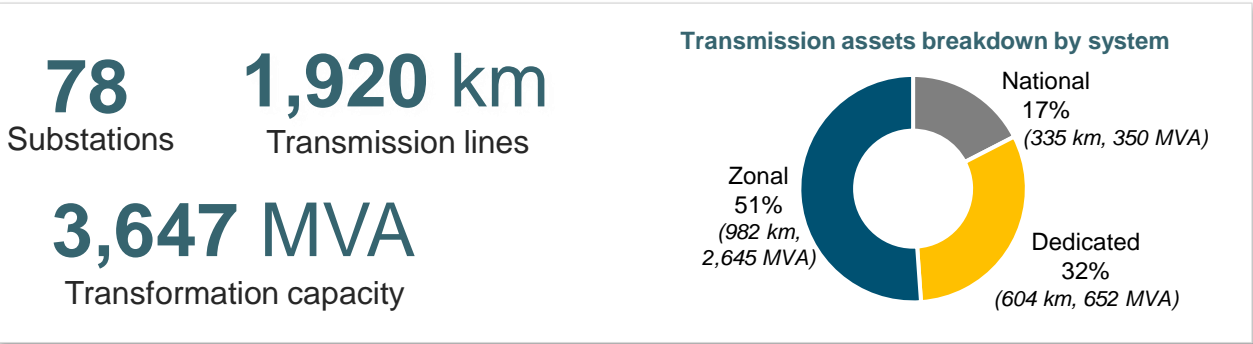 78
Substations
1,920 km
Transmission lines
3,647 MVA
Transformation capacity
Transmission assets breakdown by system
National
17%
(335 km, 350 MVA)
Zonal
51%
(982 km,
2,645 MVA)
Dedicated
32%
(604 km, 652 MVA)